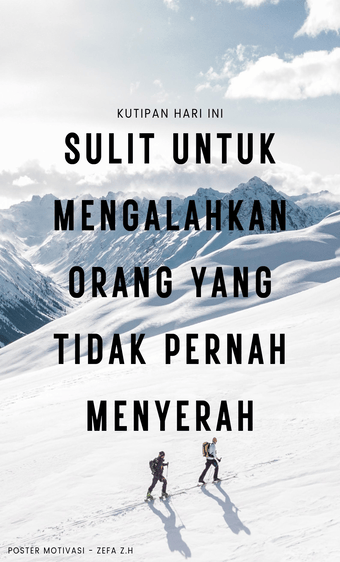 KUTIPAN HARI INI
SULIT UNTUK
MENGALAHKAN
ORANG YANG
TIDAK PERNAH
MENYERAH
POSTER MOTIVASI - ZEFA Z.H